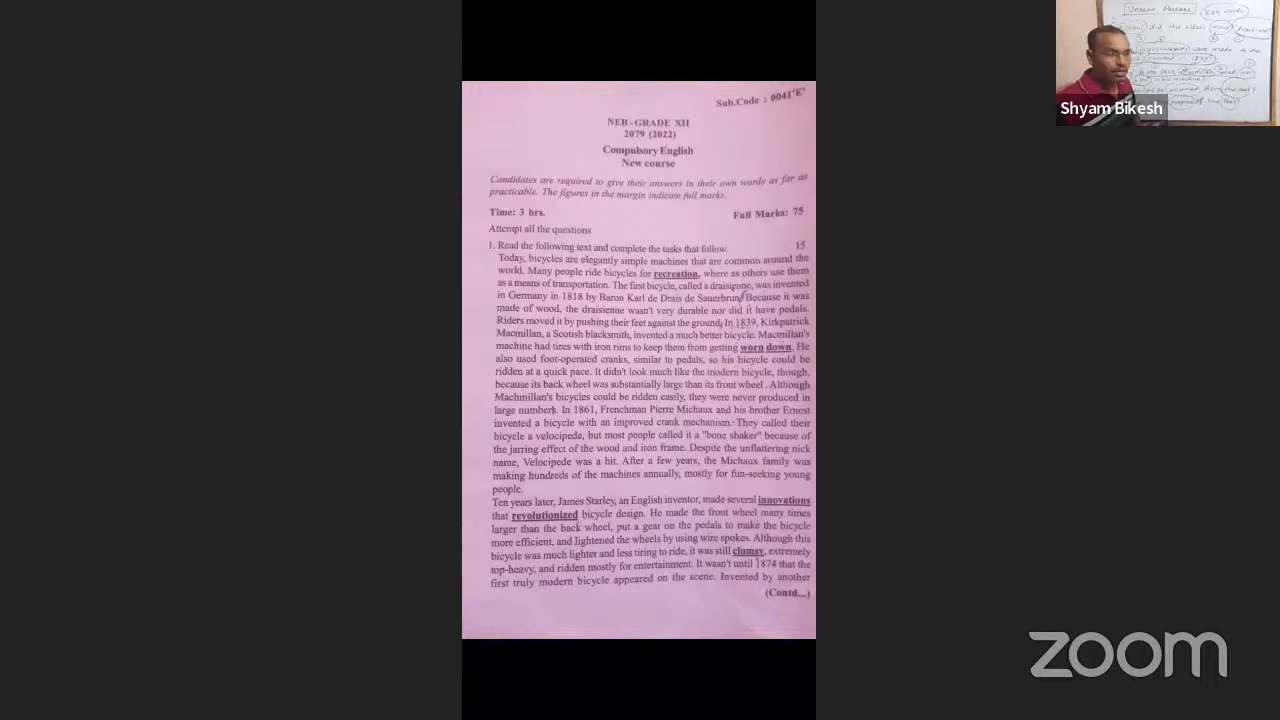 Sub.Code : 0041'E'
NEB - GRADE XII
2079 (2022)
Compulsory English
New course
Candidates are required to give their answers in their own words as far as
practicable. The figures in the margin indicate full marks.
Time: 3 hrs.
Full Marks: 75
Attempt all the questions
1. Read the following text and complete the tasks that follow. 15
Today, bicycles are elegantly simple machines that are common around the
world. Many people ride bicycles for recreation, where as others use them
as a means of transportation. The first bicycle, called a draisienne, was invented
in Germany in 1818 by Baron Karl de Drais de Sauerbrun. Because it was
made of wood, the draisienne wasn't very durable nor did it have pedals.
Riders moved it by pushing their feet against the ground. In 1839, Kirkpatrick
Macmillan, a Scotish blacksmith, invented a much better bicycle. Macmillan's
machine had tires with iron rims to keep them from getting worn down. He
also used foot-operated cranks, similar to pedals, so his bicycle could be
ridden at a quick pace. It didn't look much like the modern bicycle, though,
because its back wheel was substantially large than its front wheel . Although
Machmillan's bicycles could be ridden easily, they were never produced in
large numbers. In 1861, Frenchman Pierre Michaux and his brother Ernest
invented a bicycle with an improved crank mechanism. They called their
bicycle a velocipede, but most people called it a "bone shaker" because of
the jarring effect of the wood and iron frame. Despite the unflattering nick
name, Velocipede was a hit. After a few years, the Michaux family was
making hundreds of the machines annually, mostly for fun-seeking young
people.
Ten years later, James Starley, an English inventor, made several innovations
that revolutionized bicycle design. He made the front wheel many times
larger than the back wheel, put a gear on the pedals to make the bicycle
more efficient, and lightened the wheels by using wire spokes. Although this
bicycle was much lighter and less tiring to ride, it was still clumsy, extremely
top-heavy, and ridden mostly for entertainment. It wasn't until 1874 that the
first truly modern bicycle appeared on the scene. Invented by another
(Contd...)
Unseen Passage
Key words
Shyam Bikesh
zoom